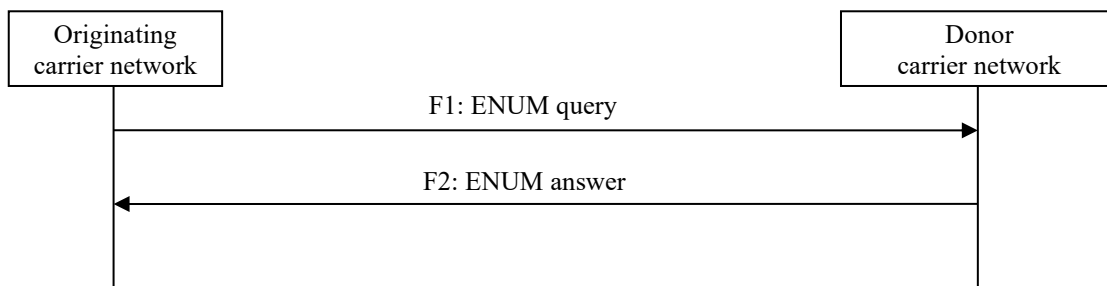 Originating
carrier network
Donor
carrier network
F1: ENUM query
F2: ENUM answer